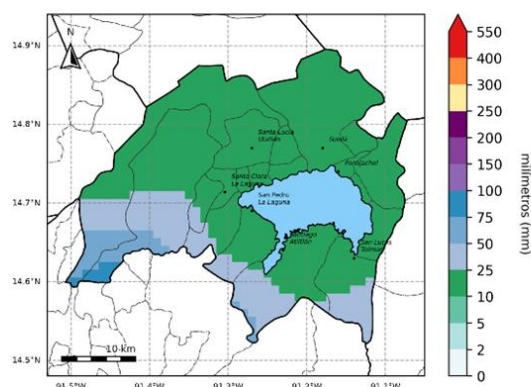 14.9°N
N
14.8°N
14.7°N
14.6°N
14.5°N
Santa Lucía
Utatlán
Sololá
Panajachel
Santa Clara
La Laguna
San Pedro
La Laguna
Santiago
Atitlán
San Lucas
Tolimán
10 km
91.5°W
91.4°W
91.3°W
91.2°W
91.1°W
550
400
300
250
200
150
100
75
50
25
10
5
2
0
milímetros (mm)